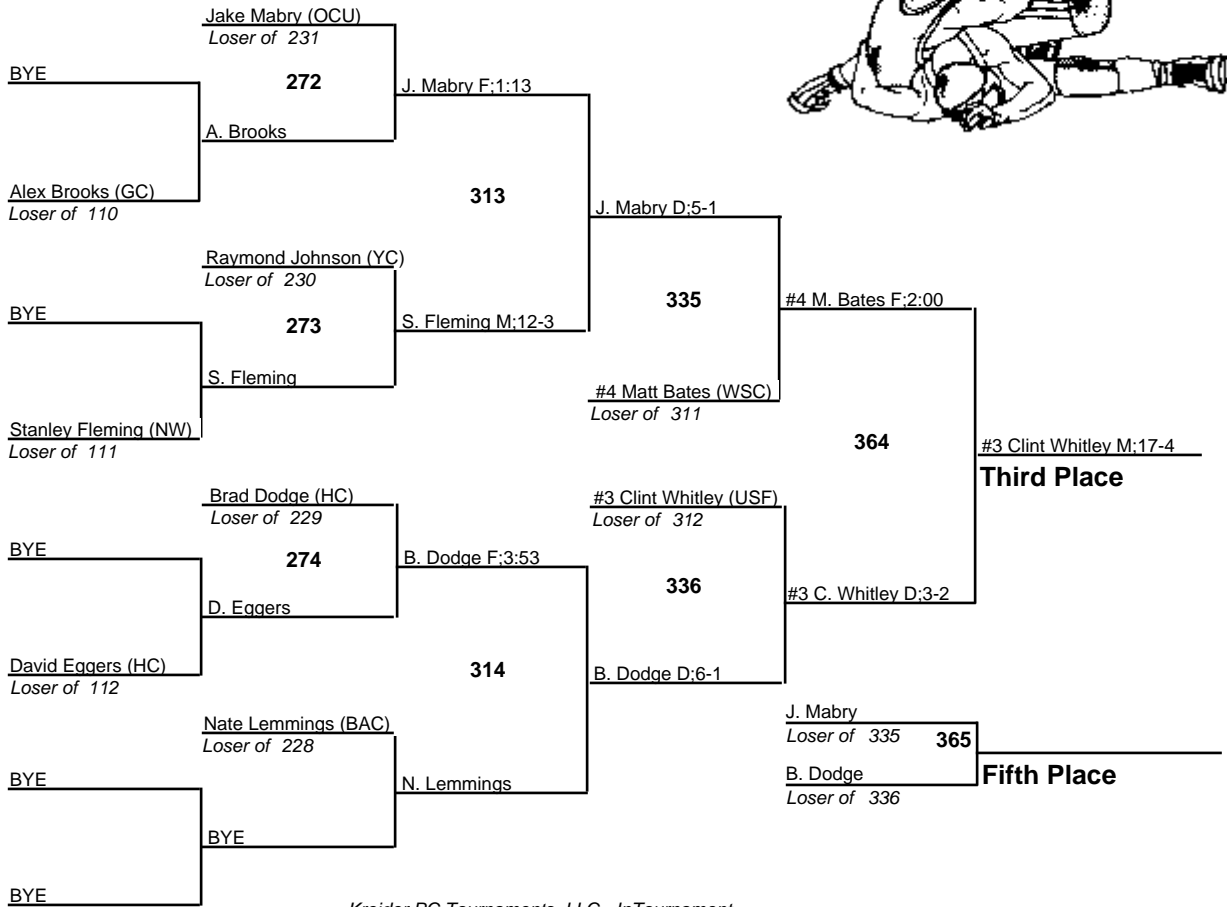 Jake Mabry (OCU)
Loser of 231
BYE
272
J. Mabry F;1:13
A. Brooks
Alex Brooks (GC)
Loser of 110
313
J. Mabry D;5-1
Raymond Johnson (YC)
Loser of 230
BYE
273
S. Fleming M;12-3
335
#4 M. Bates F;2:00
S. Fleming
#4 Matt Bates (WSC)
Loser of 311
Stanley Fleming (NW)
Loser of 111
364
#3 Clint Whitley M;17-4
Third Place
Brad Dodge (HC)
Loser of 229
#3 Clint Whitley (USF)
Loser of 312
BYE
274
B. Dodge F;3:53
336
D. Eggers
#3 C. Whitley D;3-2
David Eggers (HC)
Loser of 112
314
B. Dodge D;6-1
Nate Lemmings (BAC)
Loser of 228
J. Mabry
Loser of 335
365
BYE
N. Lemmings
B. Dodge
Loser of 336
Fifth Place
BYE
BYE